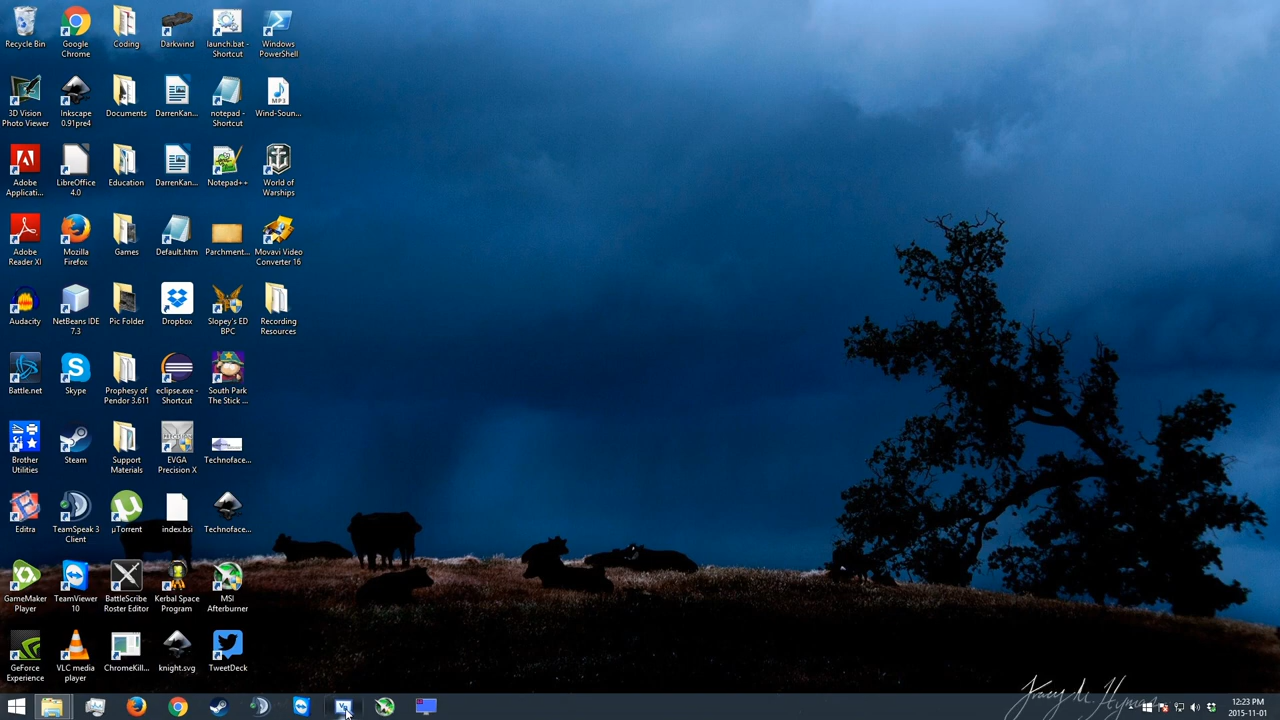 Recycle Bin
Google Chrome
Coding
Darkwind
launch.bat - Shortcut
Windows PowerShell
3D Vision Photo Viewer
Inkscape 0.91pre4
Documents
DarrenKan...
notepad - Shortcut
Wind-Soun...
MP3
Adobe Applicati...
LibreOffice 4.0
Education
DarrenKan...
Notepad++
World of Warships
Adobe Reader XI
Mozilla Firefox
Games
Default.htm
Parchment...
Movavi Video Converter 16
Audacity
NetBeans IDE 7.3
Pic Folder
Dropbox
Slopey's ED BPC
Recording Resources
Battle.net
Skype
Prophesy of Pendor 3.611
eclipse.exe - Shortcut
South Park The Stick ...
Brother Utilities
Steam
Support Materials
EVGA Precision X
Technoface...
Editra
TeamSpeak 3 Client
µTorrent
index.bsi
Technoface...
GameMaker Player
TeamViewer 10
BattleScribe Roster Editor
Kerbal Space Program
MSI Afterburner
GeForce Experience
VLC media player
ChromeKill...
knight.svg
TweetDeck
12:23 PM
2015-11-01